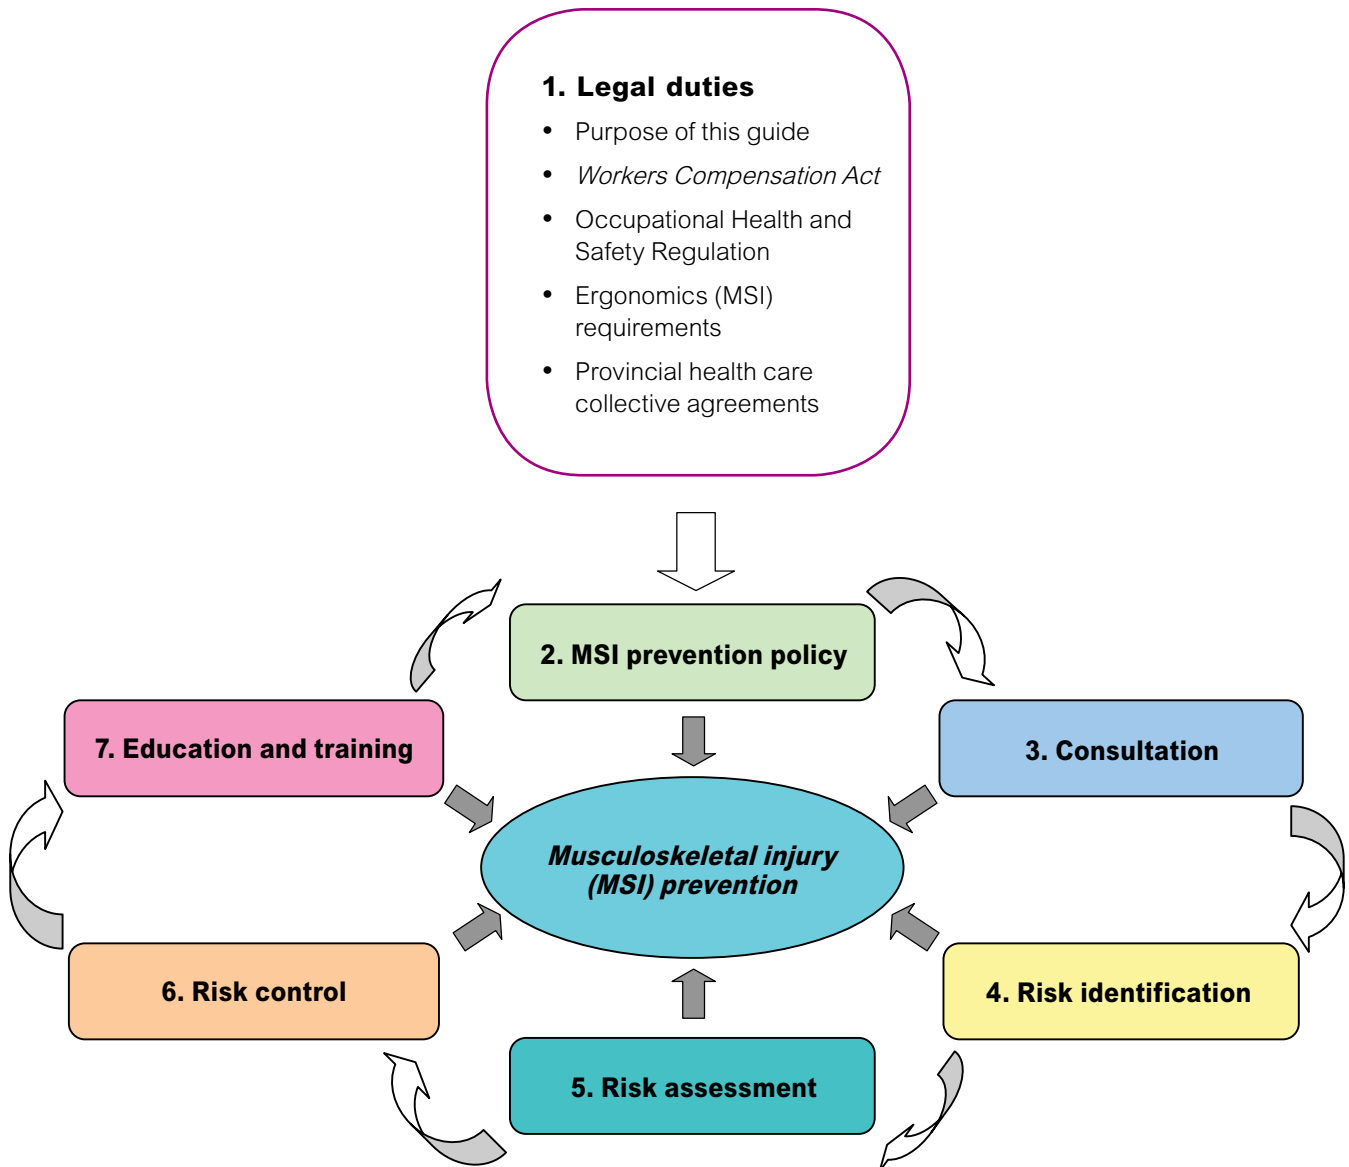 1. Legal duties
• Purpose of this guide
• Workers Compensation Act
• Occupational Health and
Safety Regulation
• Ergonomics (MSI)
requirements
• Provincial health care
collective agreements
2. MSI prevention policy
7. Education and training
3. Consultation
Musculoskeletal injury
(MSI) prevention
6. Risk control
4. Risk identification
5. Risk assessment